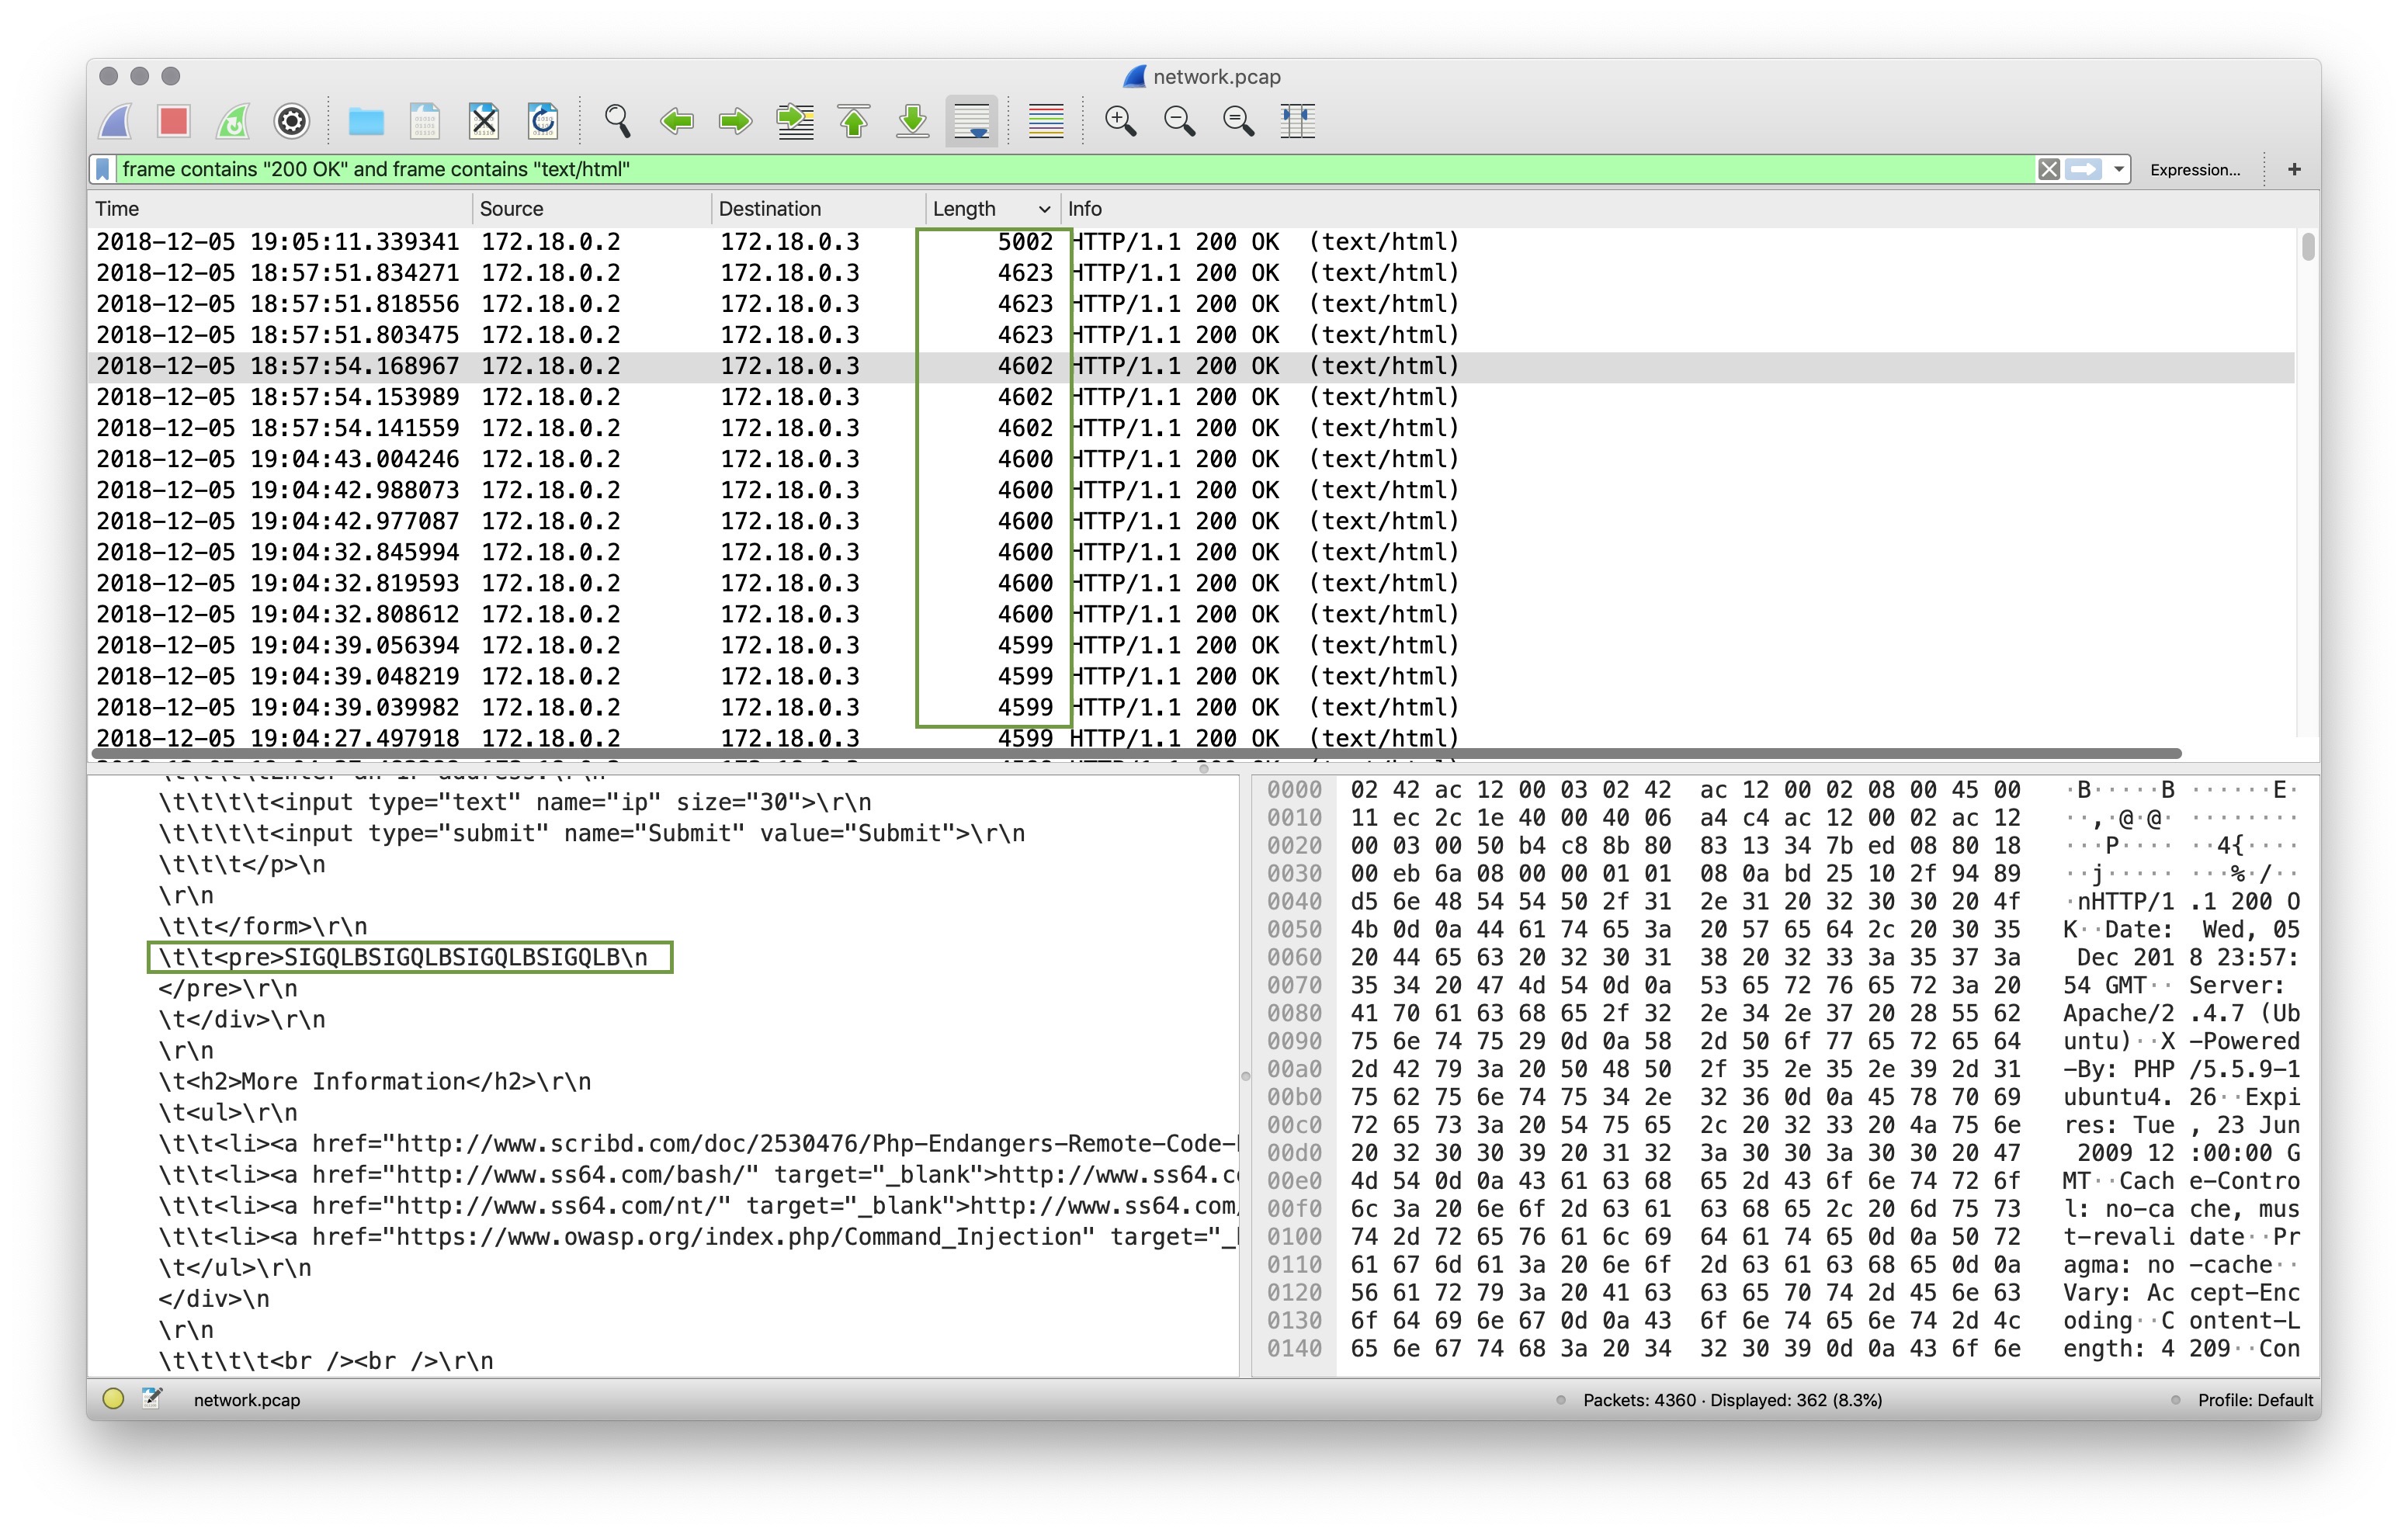 network.pcap
frame contains "200 OK" and frame contains "text/html"
Expression...
+
Time Source Destination Length Info
2018-12-05 19:05:11.339341 172.18.0.2 172.18.0.3 5002 HTTP/1.1 200 OK (text/html)
2018-12-05 18:57:51.834271 172.18.0.2 172.18.0.3 4623 HTTP/1.1 200 OK (text/html)
2018-12-05 18:57:51.818556 172.18.0.2 172.18.0.3 4623 HTTP/1.1 200 OK (text/html)
2018-12-05 18:57:51.803475 172.18.0.2 172.18.0.3 4623 HTTP/1.1 200 OK (text/html)
2018-12-05 18:57:54.168967 172.18.0.2 172.18.0.3 4602 HTTP/1.1 200 OK (text/html)
2018-12-05 18:57:54.153989 172.18.0.2 172.18.0.3 4602 HTTP/1.1 200 OK (text/html)
2018-12-05 18:57:54.141559 172.18.0.2 172.18.0.3 4602 HTTP/1.1 200 OK (text/html)
2018-12-05 19:04:43.004246 172.18.0.2 172.18.0.3 4600 HTTP/1.1 200 OK (text/html)
2018-12-05 19:04:42.988073 172.18.0.2 172.18.0.3 4600 HTTP/1.1 200 OK (text/html)
2018-12-05 19:04:42.977087 172.18.0.2 172.18.0.3 4600 HTTP/1.1 200 OK (text/html)
2018-12-05 19:04:32.845994 172.18.0.2 172.18.0.3 4600 HTTP/1.1 200 OK (text/html)
2018-12-05 19:04:32.819593 172.18.0.2 172.18.0.3 4600 HTTP/1.1 200 OK (text/html)
2018-12-05 19:04:32.808612 172.18.0.2 172.18.0.3 4600 HTTP/1.1 200 OK (text/html)
2018-12-05 19:04:39.056394 172.18.0.2 172.18.0.3 4599 HTTP/1.1 200 OK (text/html)
2018-12-05 19:04:39.048219 172.18.0.2 172.18.0.3 4599 HTTP/1.1 200 OK (text/html)
2018-12-05 19:04:39.039982 172.18.0.2 172.18.0.3 4599 HTTP/1.1 200 OK (text/html)
2018-12-05 19:04:27.497918 172.18.0.2 172.18.0.3 4599 HTTP/1.1 200 OK (text/html)
\t\t\t\t\t<input type="text" name="ip" size="30">\r\n
\t\t\t\t\t<input type="submit" name="Submit" value="Submit">\r\n
\t\t\t\t</p>\n
\r\n
\t\t</form>\r\n
\t\t<pre>SIGQLBSIGQLBSIGQLBSIGQLB\n
</pre>\r\n
\t</div>\r\n
\r\n
\t<h2>More Information</h2>\r\n
\t<ul>\r\n
\t\t<li><a href="http://www.scribd.com/doc/2530476/Php-Endangers-Remote-Code-
\t\t<li><a href="http://www.ss64.com/bash/" target="_blank">http://www.ss64.c
\t\t<li><a href="http://www.ss64.com/nt/" target="_blank">http://www.ss64.com/
\t\t<li><a href="https://www.owasp.org/index.php/Command_Injection" target="_
\t</ul>\r\n
</div>\n
\r\n
\t\t\t\t\t<br /><br />\r\n
0000 02 42 ac 12 00 03 02 42 ac 12 00 02 08 00 45 00 ·B·····B ······E·
0010 11 ec 2c 1e 40 00 40 06 a4 c4 ac 12 00 02 ac 12 ··,·@·@· ········
0020 00 03 00 50 b4 c8 8b 80 83 13 34 7b ed 08 80 18 ···P···· ··4{····
0030 00 eb 6a 08 00 00 01 01 08 0a bd 25 10 2f 94 89 ··j····· ···%·/··
0040 d5 6e 48 54 54 50 2f 31 2e 31 20 32 30 30 20 4f ·nHTTP/1 .1 200 O
0050 4b 0d 0a 44 61 74 65 3a 20 57 65 64 2c 20 30 35 K··Date: Wed, 05
0060 20 44 65 63 20 32 30 31 38 20 32 33 3a 35 37 3a Dec 201 8 23:57:
0070 35 34 20 47 4d 54 0d 0a 53 65 72 76 65 72 3a 20 54 GMT·· Server:
0080 41 70 61 63 68 65 2f 32 2e 34 2e 37 20 28 55 62 Apache/2 .4.7 (Ub
0090 75 6e 74 75 29 0d 0a 58 2d 50 6f 77 65 72 65 64 untu)··X -Powered
00a0 2d 42 79 3a 20 50 48 50 2f 35 2e 35 2e 39 2d 31 -By: PHP /5.5.9-1
00b0 75 62 75 6e 74 75 34 2e 32 36 0d 0a 45 78 70 69 ubuntu4. 26··Expi
00c0 72 65 73 3a 20 54 75 65 2c 20 32 33 20 4a 75 6e res: Tue , 23 Jun
00d0 20 32 30 30 39 20 31 32 3a 30 30 3a 30 30 20 47 2009 12 :00:00 G
00e0 4d 54 0d 0a 43 61 63 68 65 2d 43 6f 6e 74 72 6f MT··Cach e-Contro
00f0 6c 3a 20 6e 6f 2d 63 61 63 68 65 2c 20 6d 75 73 l: no-ca che, mus
0100 74 2d 72 65 76 61 6c 69 64 61 74 65 0d 0a 50 72 t-revali date··Pr
0110 61 67 6d 61 3a 20 6e 6f 2d 63 61 63 68 65 0d 0a agma: no -cache··
0120 56 61 72 79 3a 20 41 63 63 65 70 74 2d 45 6e 63 Vary: Ac cept-Enc
0130 6f 64 69 6e 67 0d 0a 43 6f 6e 74 65 6e 74 2d 4c oding··C ontent-L
0140 65 6e 67 74 68 3a 20 34 32 30 39 0d 0a 43 6f 6e ength: 4 209··Con
network.pcap
Packets: 4360 · Displayed: 362 (8.3%)
Profile: Default